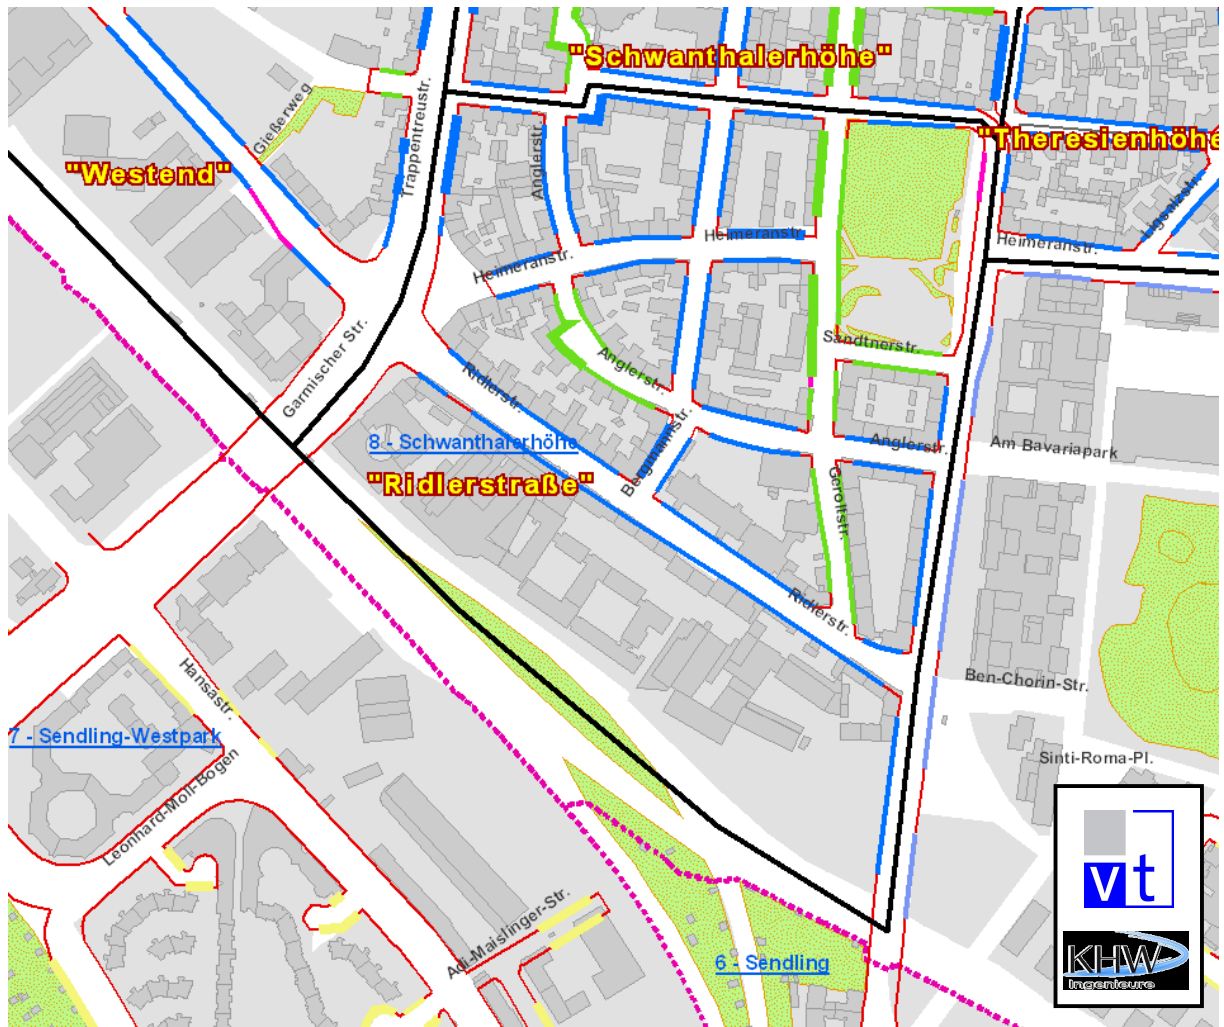 "Schwanthalerhöhe"
Gießerweg
Trappentreustr.
"Theresienhöhe
Anglerstr.
"Westend"
Ligsalzstr.
Heimeranstr.
Heimeranstr.
Heimeranstr.
Garmischer Str.
Sandtnerstr.
Anglerstr.
Ridlerstr.
8 - Schwanthalerhöhe
Bergmannstr.
Anglerstr.
Am Bavariapark
"Ridlerstraße"
Geroltstr.
Ridlerstr.
Hansastr.
Ben-Chorin-Str.
7 - Sendling-Westpark
Sinti-Roma-Pl.
Leonhard-Moll-Bogen
vt
Adi-Maislinger-Str.
6 - Sendling
KHW
Ingenieure